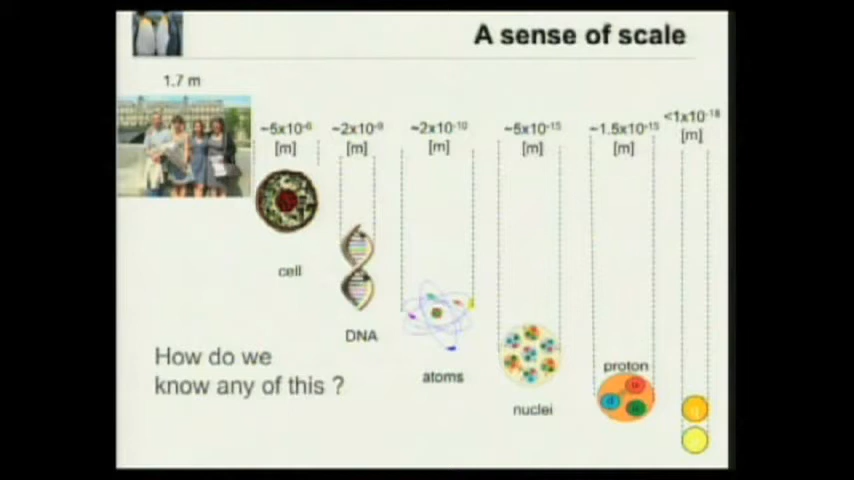 A sense of scale
1.7 m
~5x10⁻⁶
[m]
~2x10⁻⁹
[m]
~2x10⁻¹⁰
[m]
~5x10⁻¹⁵
[m]
~1.5x10⁻¹⁵
[m]
<1x10⁻¹⁸
[m]
cell
DNA
atoms
nuclei
proton
How do we
know any of this ?